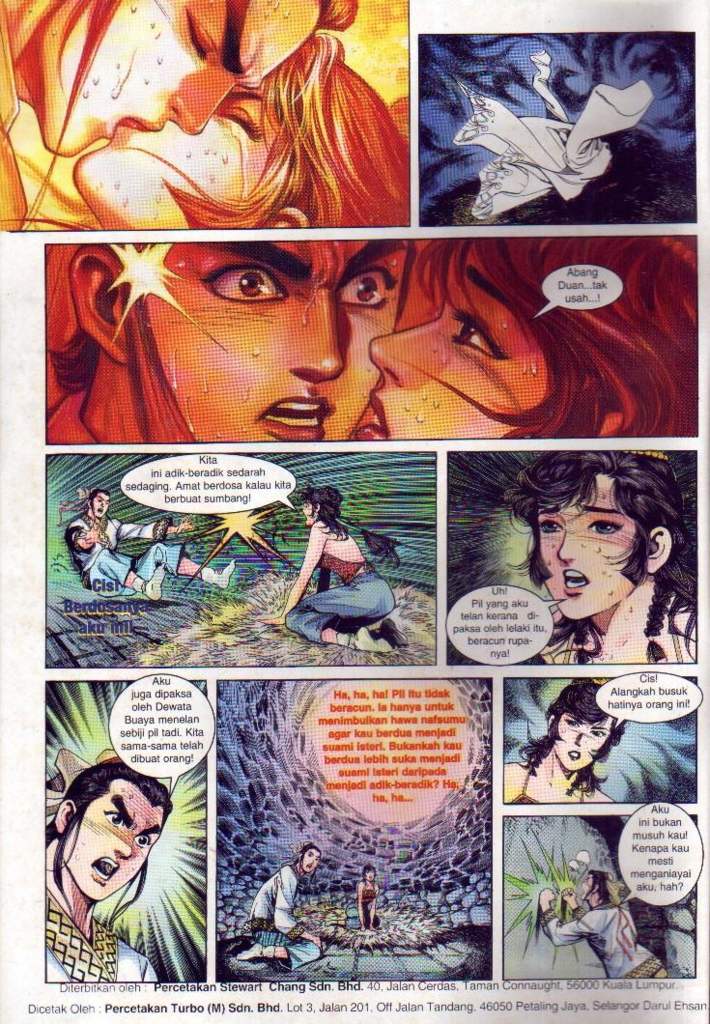 Abang
Duan...tak
usah...!
Kita
ini adik-beradik sedarah
sedaging. Amat berdosa kalau kita
berbuat sumbang!
Cis!
Berdosanya
aku ini!
Uh!
Pil yang aku
telan kerana di-
paksa oleh lelaki itu,
beracun rupa-
nya!
Aku
juga dipaksa
oleh Dewata
Buaya menelan
sebiji pil tadi. Kita
sama-sama telah
dibuat orang!
Ha, ha, ha! Pil itu tidak
beracun. Ia hanya untuk
menimbulkan hawa nafsumu
agar kau berdua menjadi
suami isteri. Bukankah kau
berdua lebih suka menjadi
suami isteri daripada
menjadi adik-beradik? Ha,
ha, ha...
Cis!
Alangkah busuk
hatinya orang ini!
Aku
ini bukan
musuh kau!
Kenapa kau
mesti
menganiayai
aku, hah?
Diterbitkan oleh : Percetakan Stewart Chang Sdn. Bhd. 40, Jalan Cerdas, Taman Connaught, 56000 Kuala Lumpur.
Dicetak Oleh : Percetakan Turbo (M) Sdn. Bhd. Lot 3, Jalan 201, Off Jalan Tandang, 46050 Petaling Jaya, Selangor Darul Ehsan